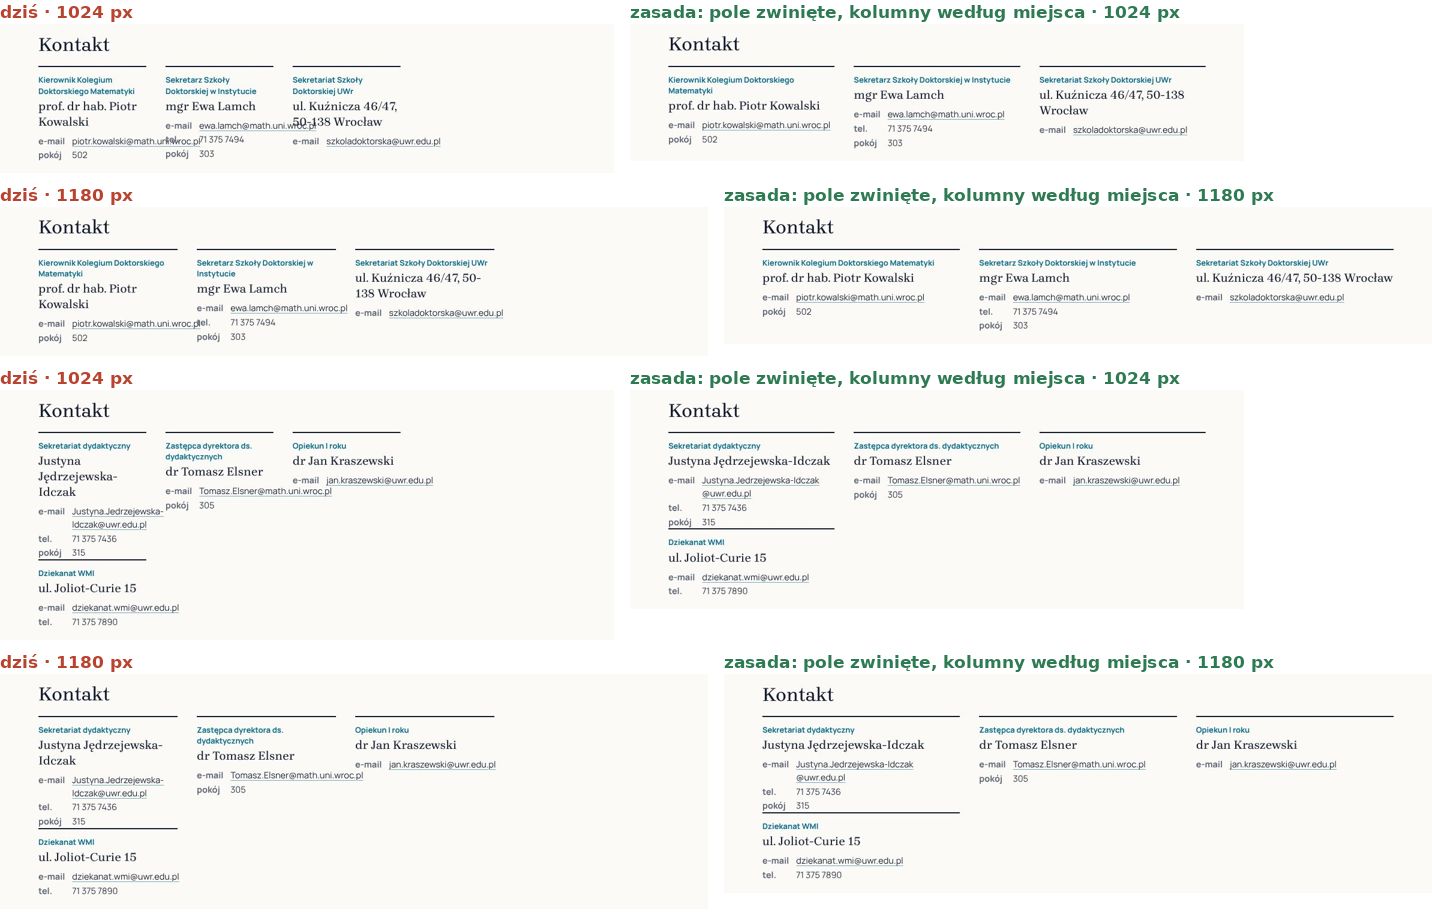 dziś · 1024 px
Kontakt
Kierownik Kolegium
Doktorskiego Matematyki
prof. dr hab. Piotr
Kowalski
e-mail piotr.kowalski@math.uni.wroc.pl
pokój 502
Sekretarz Szkoły
Doktorskiej w Instytucie
mgr Ewa Lamch
e-mail ewa.lamch@math.uni.wroc.pl
tel. 71 375 7494
pokój 303
Sekretariat Szkoły
Doktorskiej UWr
ul. Kuźnicza 46/47,
50-138 Wrocław
e-mail szkoladoktorska@uwr.edu.pl
zasada: pole zwinięte, kolumny według miejsca · 1024 px
Kontakt
Kierownik Kolegium Doktorskiego
Matematyki
prof. dr hab. Piotr Kowalski
e-mail piotr.kowalski@math.uni.wroc.pl
pokój 502
Sekretarz Szkoły Doktorskiej w Instytucie
mgr Ewa Lamch
e-mail ewa.lamch@math.uni.wroc.pl
tel. 71 375 7494
pokój 303
Sekretariat Szkoły Doktorskiej UWr
ul. Kuźnicza 46/47, 50-138
Wrocław
e-mail szkoladoktorska@uwr.edu.pl
dziś · 1180 px
Kontakt
Kierownik Kolegium Doktorskiego
Matematyki
prof. dr hab. Piotr
Kowalski
e-mail piotr.kowalski@math.uni.wroc.pl
pokój 502
Sekretarz Szkoły Doktorskiej w
Instytucie
mgr Ewa Lamch
e-mail ewa.lamch@math.uni.wroc.pl
tel. 71 375 7494
pokój 303
Sekretariat Szkoły Doktorskiej UWr
ul. Kuźnicza 46/47, 50-
138 Wrocław
e-mail szkoladoktorska@uwr.edu.pl
zasada: pole zwinięte, kolumny według miejsca · 1180 px
Kontakt
Kierownik Kolegium Doktorskiego Matematyki
prof. dr hab. Piotr Kowalski
e-mail piotr.kowalski@math.uni.wroc.pl
pokój 502
Sekretarz Szkoły Doktorskiej w Instytucie
mgr Ewa Lamch
e-mail ewa.lamch@math.uni.wroc.pl
tel. 71 375 7494
pokój 303
Sekretariat Szkoły Doktorskiej UWr
ul. Kuźnicza 46/47, 50-138 Wrocław
e-mail szkoladoktorska@uwr.edu.pl
dziś · 1024 px
Kontakt
Sekretariat dydaktyczny
Justyna
Jędrzejewska-
Idczak
e-mail Justyna.Jedrzejewska-
Idczak@uwr.edu.pl
tel. 71 375 7436
pokój 315
Zastępca dyrektora ds.
dydaktycznych
dr Tomasz Elsner
e-mail Tomasz.Elsner@math.uni.wroc.pl
pokój 305
Opiekun I roku
dr Jan Kraszewski
e-mail jan.kraszewski@uwr.edu.pl
Dziekanat WMI
ul. Joliot-Curie 15
e-mail dziekanat.wmi@uwr.edu.pl
tel. 71 375 7890
zasada: pole zwinięte, kolumny według miejsca · 1024 px
Kontakt
Sekretariat dydaktyczny
Justyna Jędrzejewska-Idczak
e-mail Justyna.Jedrzejewska-Idczak
@uwr.edu.pl
tel. 71 375 7436
pokój 315
Zastępca dyrektora ds. dydaktycznych
dr Tomasz Elsner
e-mail Tomasz.Elsner@math.uni.wroc.pl
pokój 305
Opiekun I roku
dr Jan Kraszewski
e-mail jan.kraszewski@uwr.edu.pl
Dziekanat WMI
ul. Joliot-Curie 15
e-mail dziekanat.wmi@uwr.edu.pl
tel. 71 375 7890
dziś · 1180 px
Kontakt
Sekretariat dydaktyczny
Justyna Jędrzejewska-
Idczak
e-mail Justyna.Jedrzejewska-
Idczak@uwr.edu.pl
tel. 71 375 7436
pokój 315
Zastępca dyrektora ds.
dydaktycznych
dr Tomasz Elsner
e-mail Tomasz.Elsner@math.uni.wroc.pl
pokój 305
Opiekun I roku
dr Jan Kraszewski
e-mail jan.kraszewski@uwr.edu.pl
Dziekanat WMI
ul. Joliot-Curie 15
e-mail dziekanat.wmi@uwr.edu.pl
tel. 71 375 7890
zasada: pole zwinięte, kolumny według miejsca · 1180 px
Kontakt
Sekretariat dydaktyczny
Justyna Jędrzejewska-Idczak
e-mail Justyna.Jedrzejewska-Idczak
@uwr.edu.pl
tel. 71 375 7436
pokój 315
Zastępca dyrektora ds. dydaktycznych
dr Tomasz Elsner
e-mail Tomasz.Elsner@math.uni.wroc.pl
pokój 305
Opiekun I roku
dr Jan Kraszewski
e-mail jan.kraszewski@uwr.edu.pl
Dziekanat WMI
ul. Joliot-Curie 15
e-mail dziekanat.wmi@uwr.edu.pl
tel. 71 375 7890